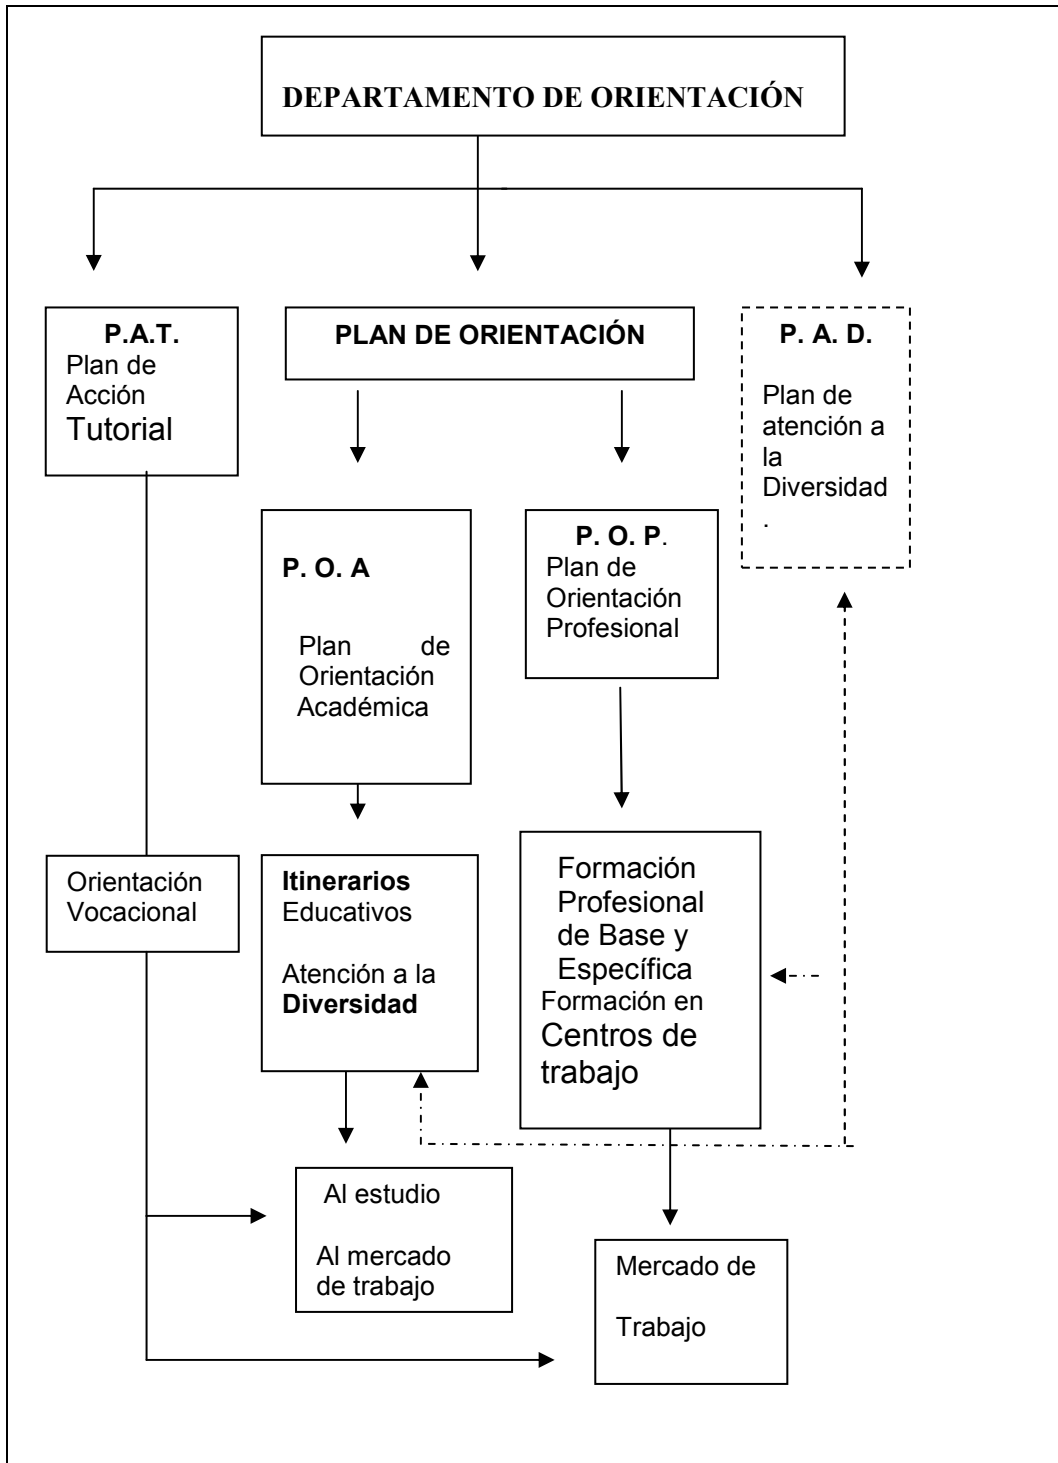 DEPARTAMENTO DE ORIENTACIÓN
P.A.T.
Plan de
Acción
Tutorial
PLAN DE ORIENTACIÓN
P. A. D.
Plan de
atención a
la
Diversidad
.
P. O. A
Plan de
Orientación
Académica
P. O. P.
Plan de
Orientación
Profesional
Orientación
Vocacional
Itinerarios
Educativos
Atención a la
Diversidad
Formación
Profesional
de Base y
Específica
Formación en
Centros de
trabajo
Al estudio
Al mercado
de trabajo
Mercado de
Trabajo